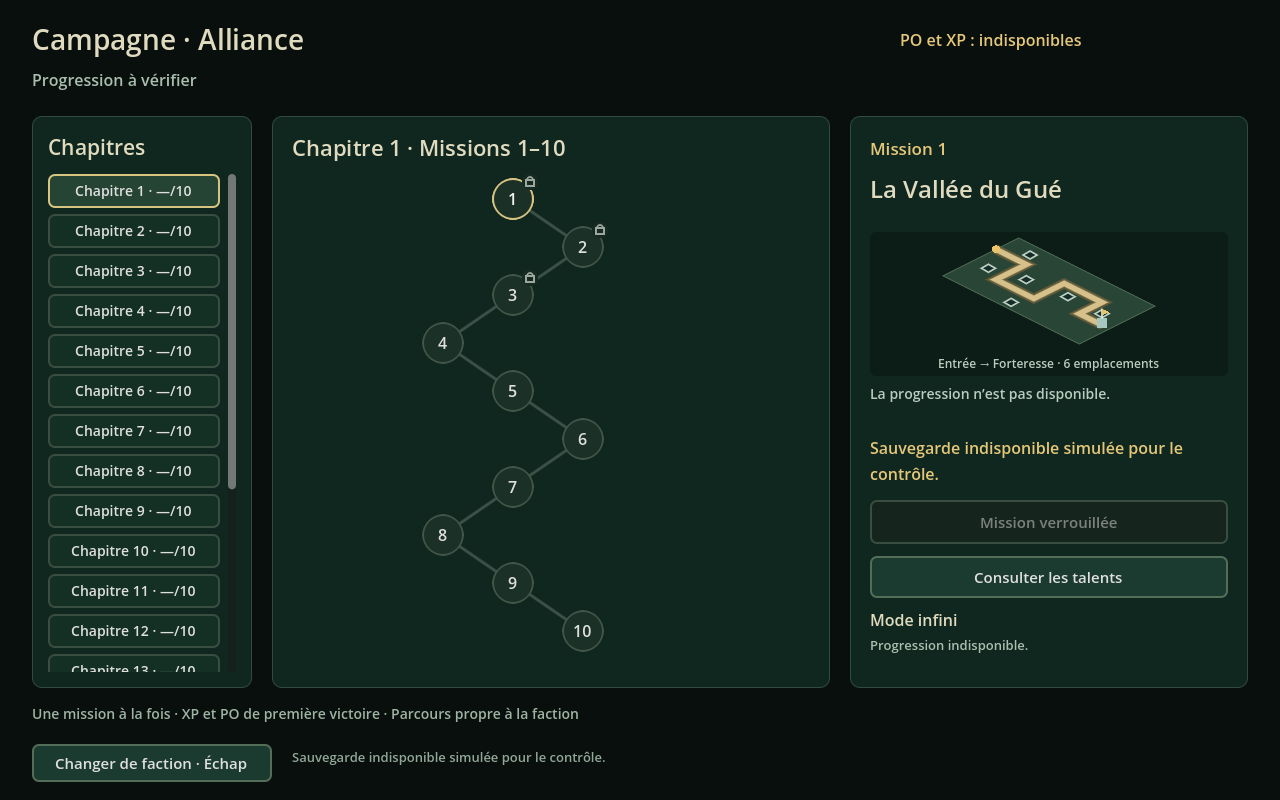 Campagne · Alliance
PO et XP : indisponibles
Progression à vérifier
Chapitres
Chapitre 1 · —/10
Chapitre 2 · —/10
Chapitre 3 · —/10
Chapitre 4 · —/10
Chapitre 5 · —/10
Chapitre 6 · —/10
Chapitre 7 · —/10
Chapitre 8 · —/10
Chapitre 9 · —/10
Chapitre 10 · —/10
Chapitre 11 · —/10
Chapitre 12 · —/10
Chapitre 13 · —/10
Chapitre 1 · Missions 1–10
1
2
3
4
5
6
7
8
9
10
Mission 1
La Vallée du Gué
Entrée → Forteresse · 6 emplacements
La progression n’est pas disponible.
Sauvegarde indisponible simulée pour le
contrôle.
Mission verrouillée
Consulter les talents
Mode infini
Progression indisponible.
Une mission à la fois · XP et PO de première victoire · Parcours propre à la faction
Changer de faction · Échap
Sauvegarde indisponible simulée pour le contrôle.